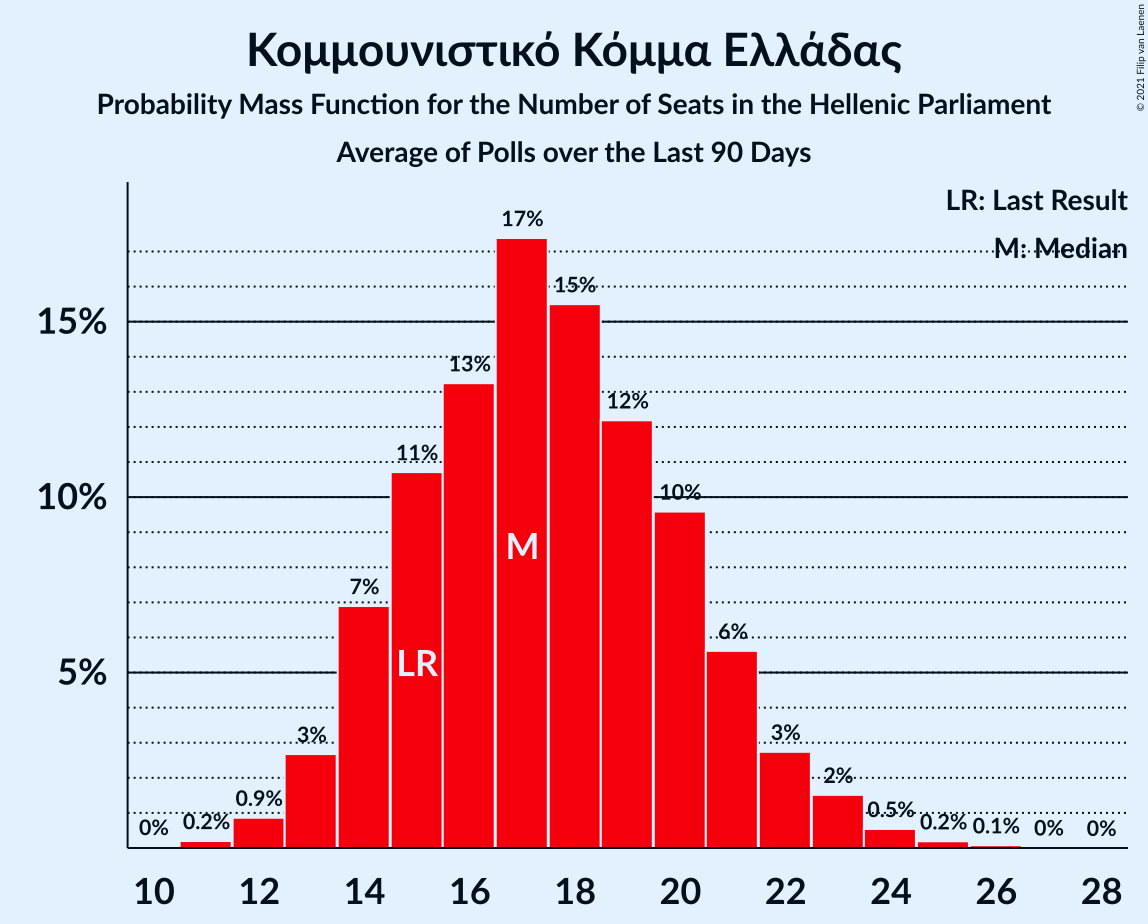 © 2021 Filip van Laenen
Κομμουνιστικό Κόμμα Ελλάδας
Probability Mass Function for the Number of Seats in the Hellenic Parliament
Average of Polls over the Last 90 Days
LR: Last Result
M: Median
17%
15%
15%
13%
12%
11%
10%
10%
M
7%
6%
LR
5%
3%
3%
2%
0.9%
0.5%
0% 0.2% 0.2% 0.1% 0% 0%
10 12 14 16 18 20 22 24 26 28